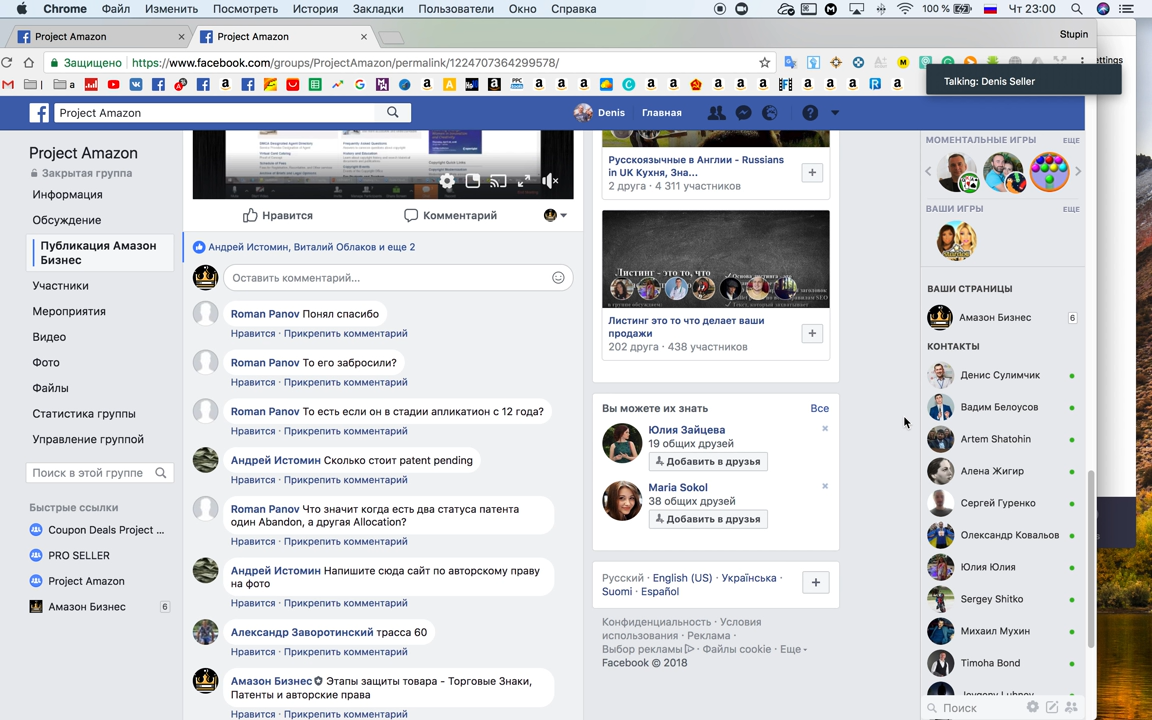 Chrome Файл Изменить Посмотреть История Закладки Пользователи Окно Справка 100 % Чт 23:00
Project Amazon × Project Amazon × Stupin
Защищено https://www.facebook.com/groups/ProjectAmazon/permalink/1224707364299578/
ettings
Talking: Denis Seller
Project Amazon Denis Главная
Project Amazon
Закрытая группа
Информация
Обсуждение
Публикация Амазон
Бизнес
Участники
Мероприятия
Видео
Фото
Файлы
Статистика группы
Управление группой
Поиск в этой группе
Быстрые ссылки
Coupon Deals Project ...
PRO SELLER
Project Amazon
Амазон Бизнес 6
Нравится Комментарий
Андрей Истомин, Виталий Облаков и еще 2
Оставить комментарий...
Roman Panov Понял спасибо
Нравится · Прикрепить комментарий
Roman Panov То его забросили?
Нравится · Прикрепить комментарий
Roman Panov То есть если он в стадии апликатион с 12 года?
Нравится · Прикрепить комментарий
Андрей Истомин Сколько стоит patent pending
Нравится · Прикрепить комментарий
Roman Panov Что значит когда есть два статуса патента
один Abandon, а другая Allocation?
Нравится · Прикрепить комментарий
Андрей Истомин Напишите сюда сайт по авторскому праву
на фото
Нравится · Прикрепить комментарий
Александр Заворотинский трасса 60
Нравится · Прикрепить комментарий
Амазон Бизнес Этапы защиты товара - Торговые Знаки,
Патенты и авторские права
Нравится · Прикрепить комментарий
Русскоязычные в Англии - Russians
in UK Кухня, Зна...
2 друга · 4 311 участников
Листинг - это то, что
Листинг это то что делает ваши
продажи
202 друга · 438 участников
Вы можете их знать Все
Юлия Зайцева
19 общих друзей
Добавить в друзья
Maria Sokol
38 общих друзей
Добавить в друзья
Русский · English (US) · Українська ·
Suomi · Español
Конфиденциальность · Условия
использования · Реклама ·
Выбор рекламы · Файлы cookie · Еще
Facebook © 2018
МОМЕНТАЛЬНЫЕ ИГРЫ ЕЩЕ
ВАШИ ИГРЫ ЕЩЕ
ВАШИ СТРАНИЦЫ
Амазон Бизнес 6
КОНТАКТЫ
Денис Сулимчик
Вадим Белоусов
Artem Shatohin
Алена Жигир
Сергей Гуренко
Олександр Ковальов
Юлия Юлия
Sergey Shitko
Михаил Мухин
Timoha Bond
Поиск